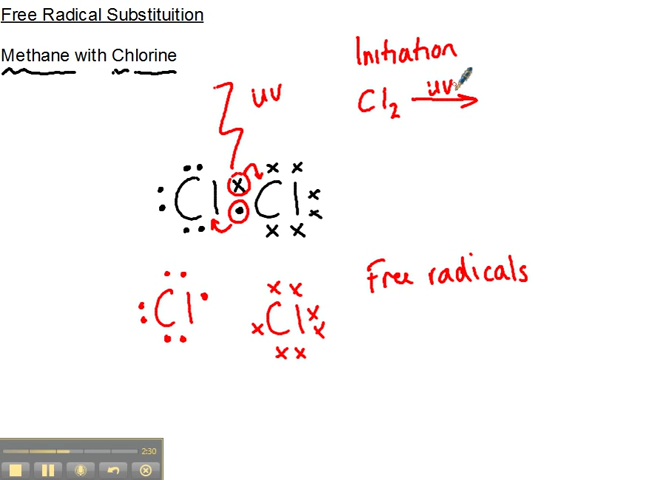 Free Radical Substituition
Methane with Chlorine
Initiation
Cl2 uv
uv
Cl Cl
Free radicals
Cl Cl
2:30